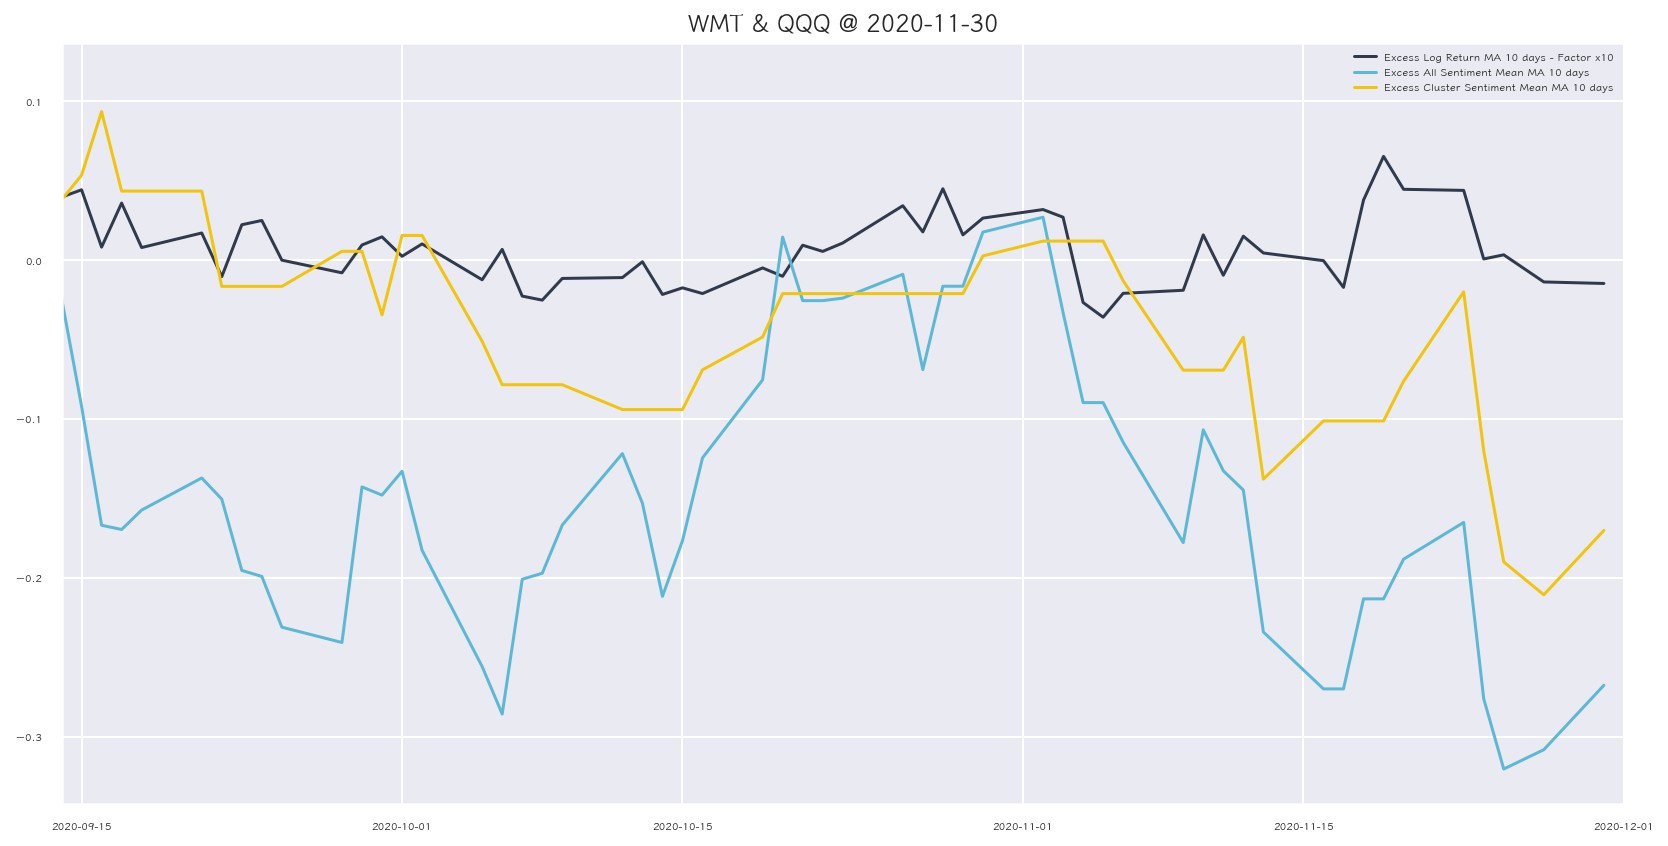 WMT & QQQ @ 2020-11-30
Excess Log Return MA 10 days - Factor x10
Excess All Sentiment Mean MA 10 days
Excess Cluster Sentiment Mean MA 10 days
0.1
0.0
−0.1
−0.2
−0.3
2020-09-15 2020-10-01 2020-10-15 2020-11-01 2020-11-15 2020-12-01